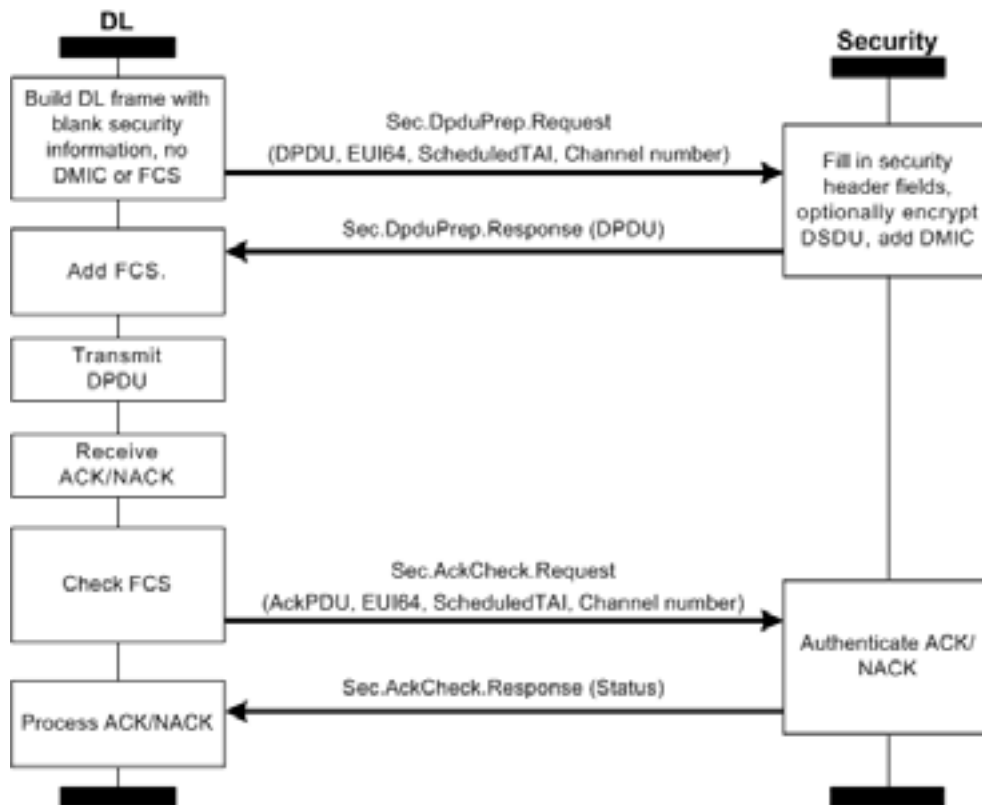 DL
Security
Build DL frame with
blank security
information, no
DMIC or FCS
Sec.DpduPrep.Request
(DPDU, EUI64, ScheduledTAI, Channel number)
Fill in security
header fields,
optionally encrypt
DSDU, add DMIC
Sec.DpduPrep.Response (DPDU)
Add FCS.
Transmit
DPDU
Receive
ACK/NACK
Check FCS
Sec.AckCheck.Request
(AckPDU, EUI64, ScheduledTAI, Channel number)
Authenticate ACK/
NACK
Sec.AckCheck.Response (Status)
Process ACK/NACK